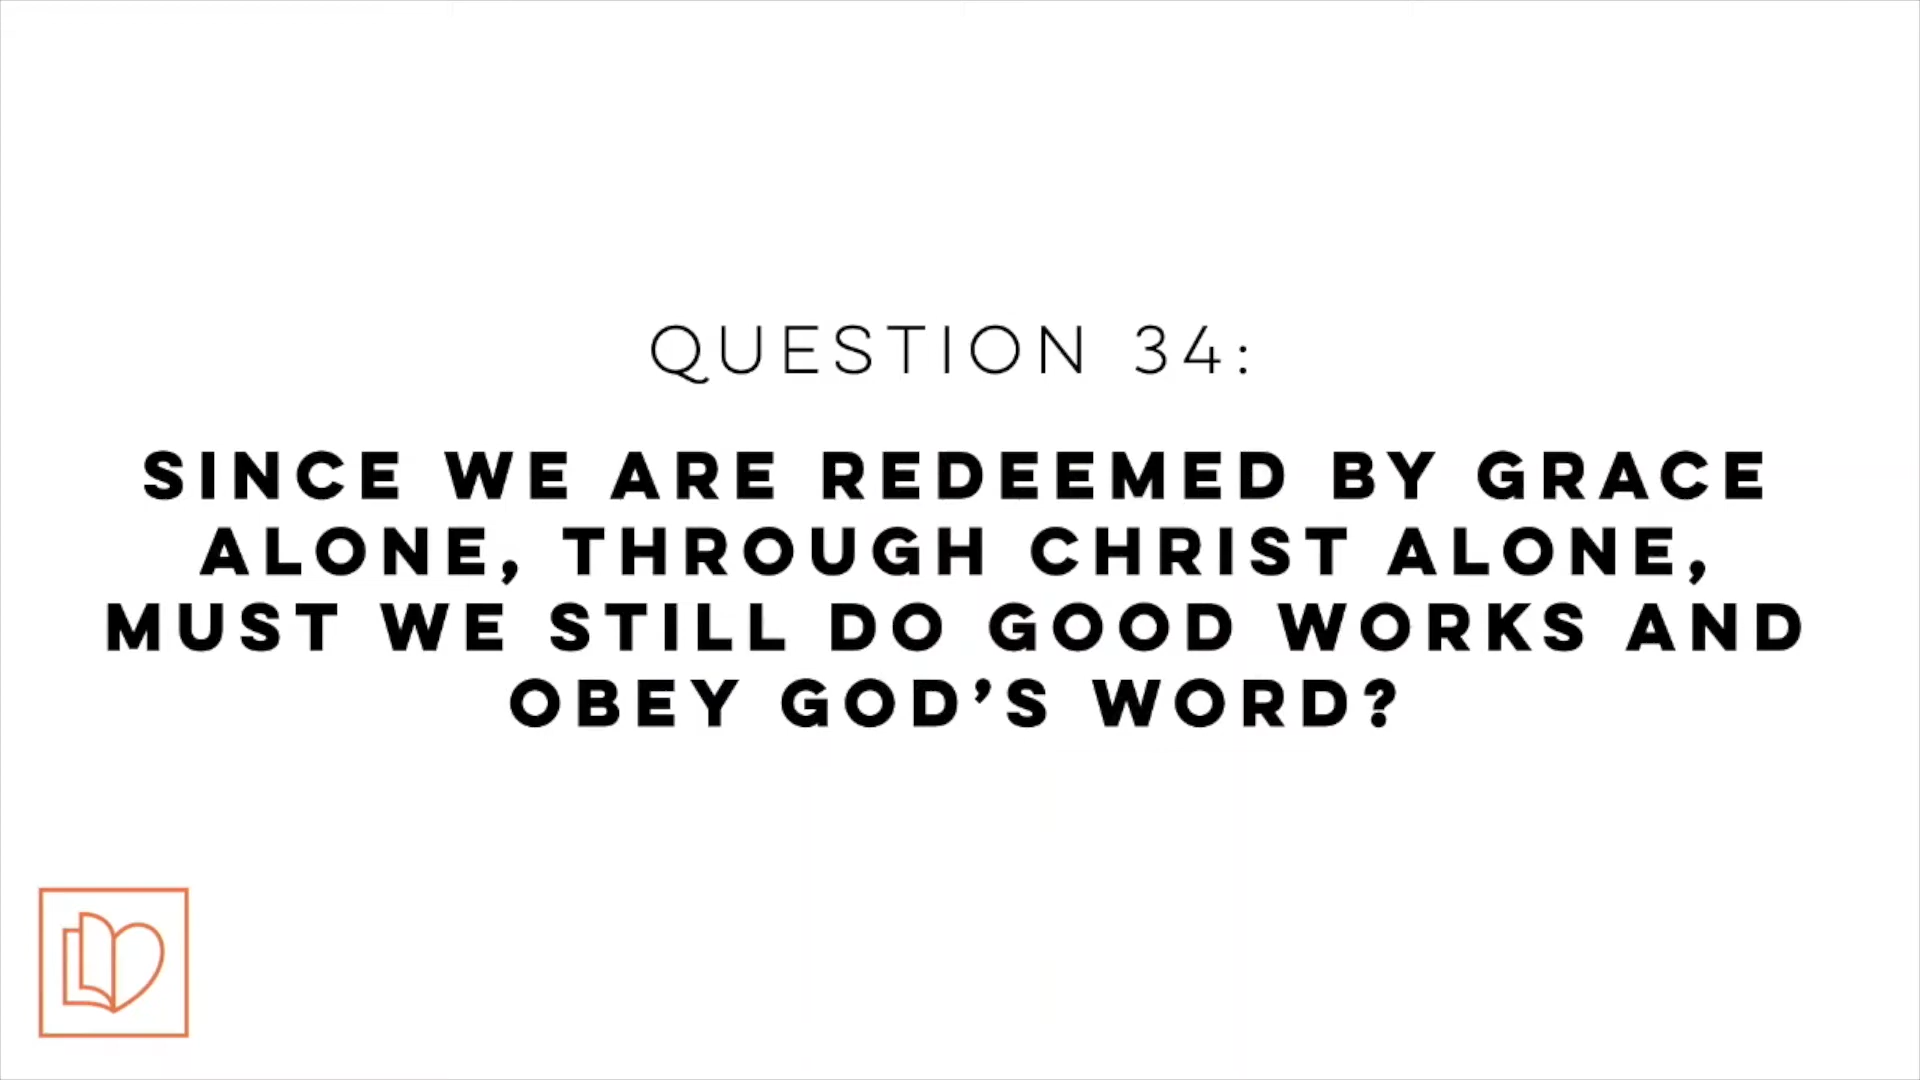 QUESTION 34:
SINCE WE ARE REDEEMED BY GRACE
ALONE, THROUGH CHRIST ALONE,
MUST WE STILL DO GOOD WORKS AND
OBEY GOD’S WORD?